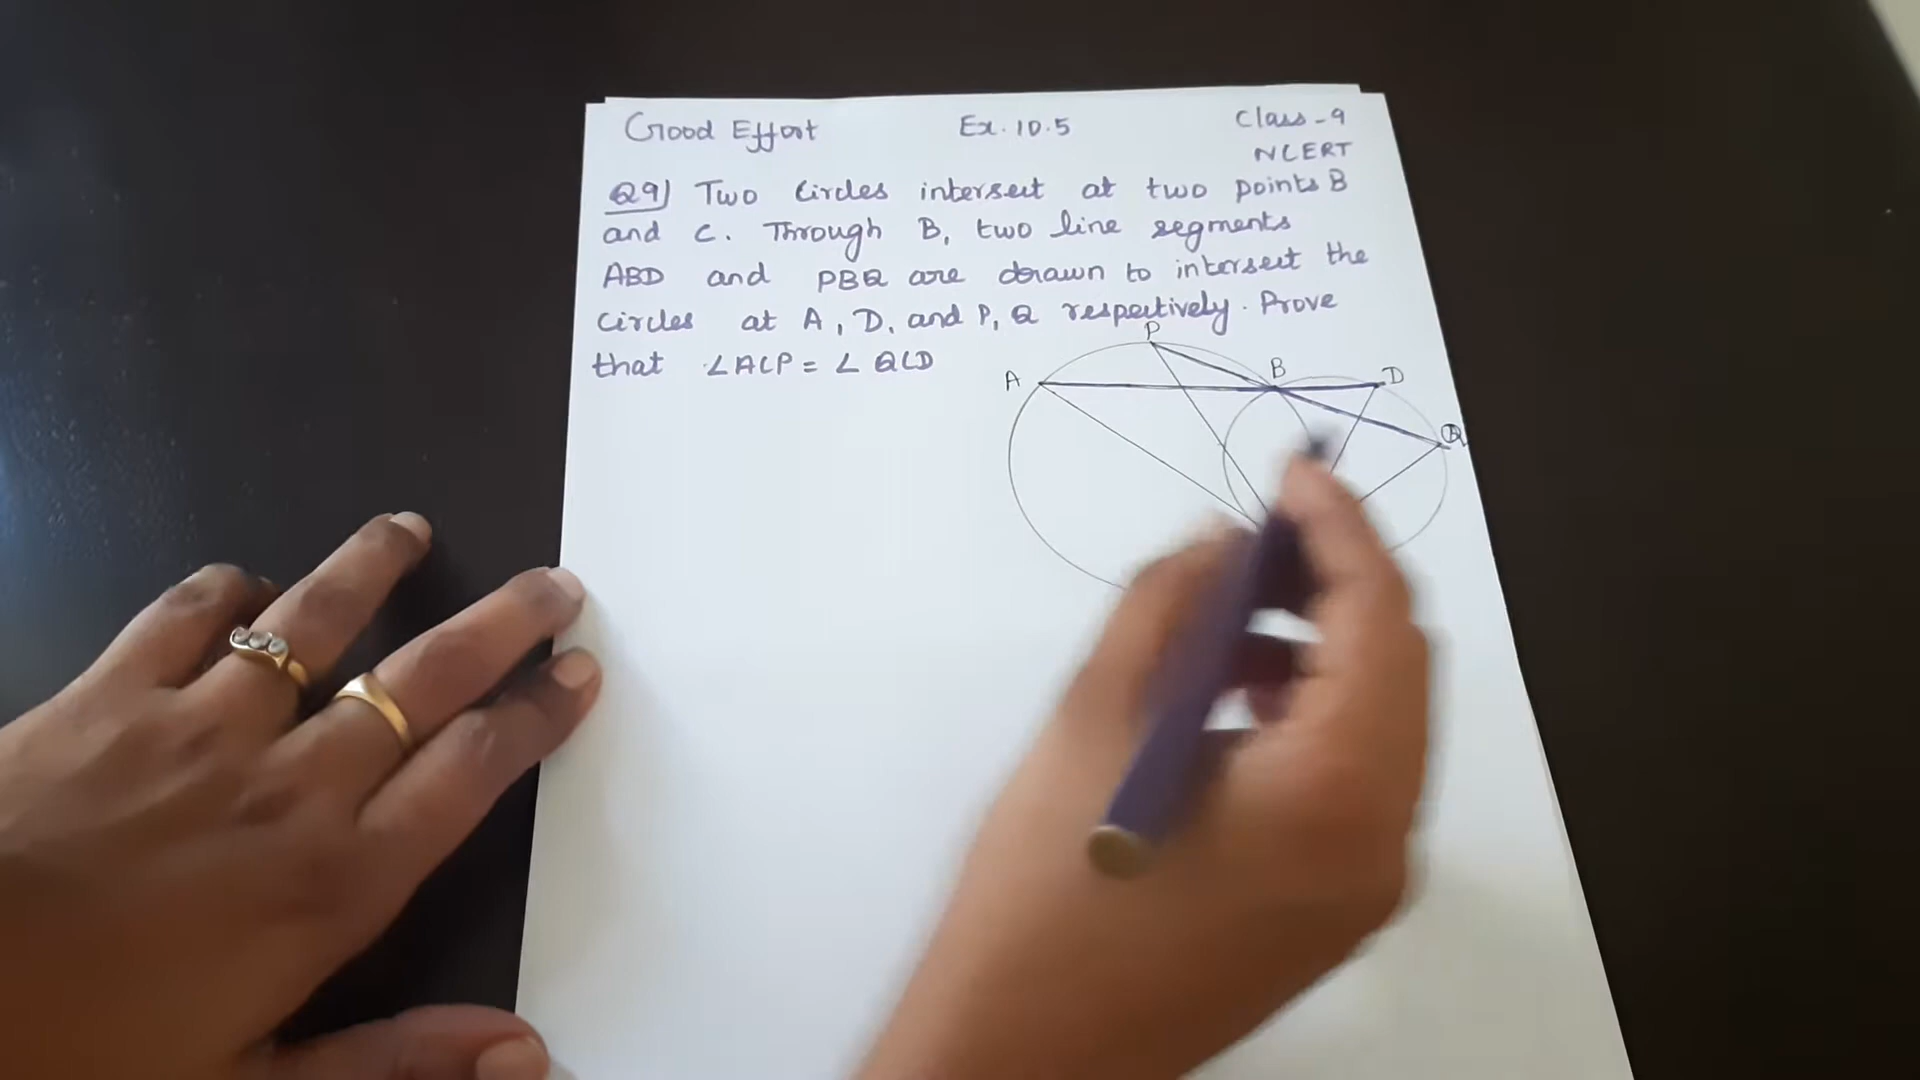 Good Effort Ex. 10.5 Class-9
NCERT
Q9) Two Circles intersect at two points B
and C. Through B, two line segments
ABD and PBQ are drawn to intersect the
Circles at A, D, and P, Q respectively. Prove
that ∠ACP = ∠QCD
P
A B D
Q